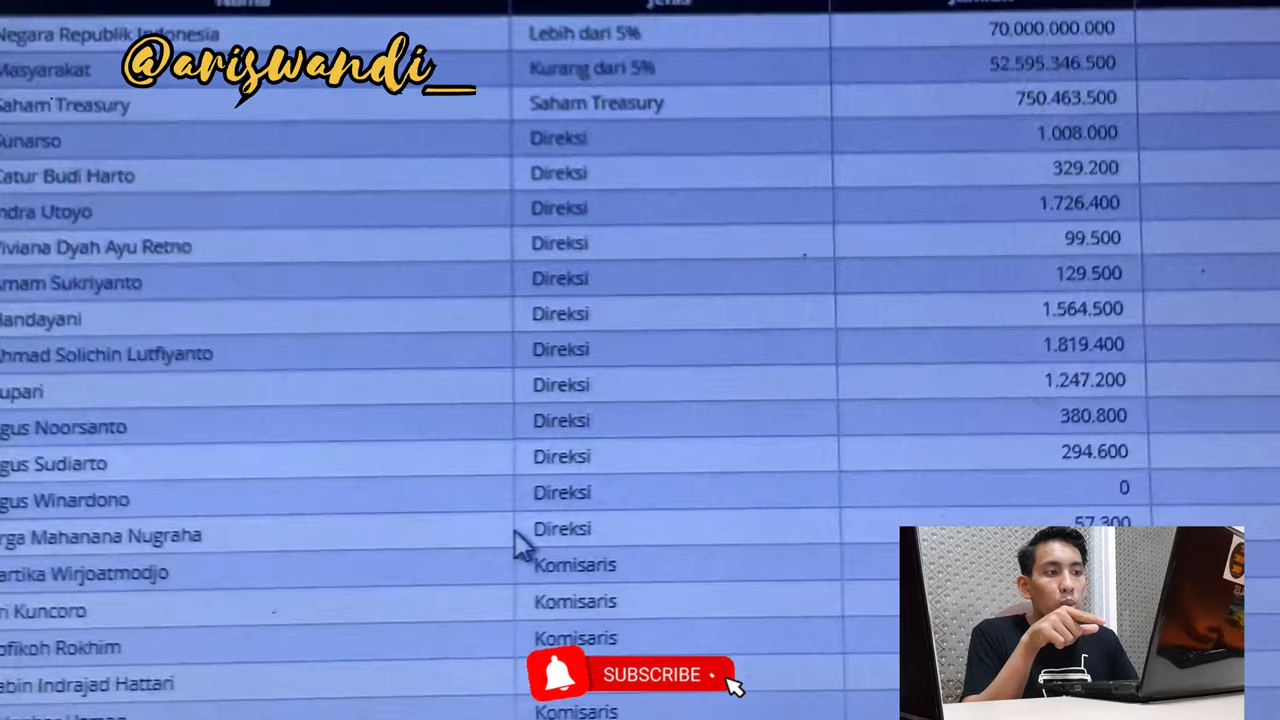 Negara Republik Indonesia Lebih dari 5% 70.000.000.000
Masyarakat Kurang dari 5% 52.595.346.500
Saham Treasury Saham Treasury 750.463.500
Sunarso Direksi 1.008.000
Catur Budi Harto Direksi 329.200
ndra Utoyo Direksi 1.726.400
Viviana Dyah Ayu Retno Direksi 99.500
Amam Sukriyanto Direksi 129.500
Handayani Direksi 1.564.500
Ahmad Solichin Lutfiyanto Direksi 1.819.400
upari Direksi 1.247.200
gus Noorsanto Direksi 380.800
gus Sudiarto Direksi 294.600
gus Winardono Direksi 0
rga Mahanana Nugraha Direksi 57.300
artika Wirjoatmodjo Komisaris
ri Kuncoro Komisaris
ofikoh Rokhim Komisaris
abin Indrajad Hattari
Komisaris
@ariswandi_
SUBSCRIBE